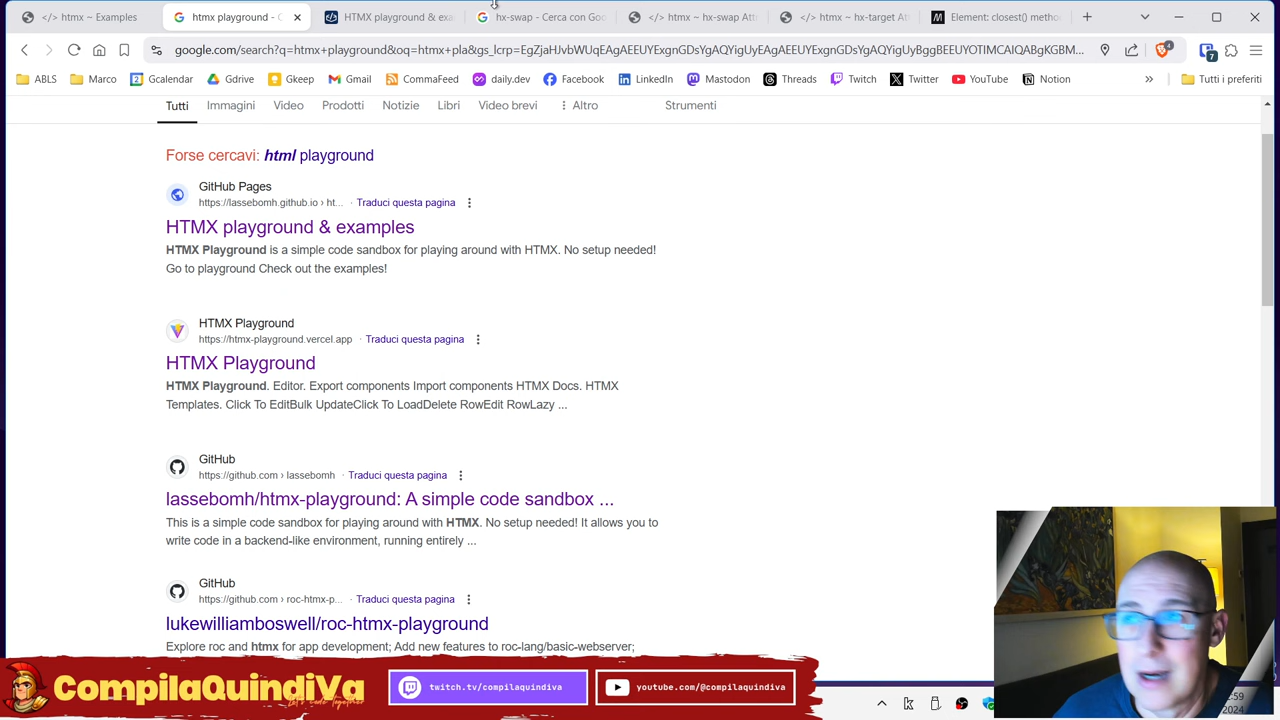 </> htmx ~ Examples
htmx playground - C
HTML playground & exa
hx-swap - Cerca con Goo
</> htmx ~ hx-swap Att
</> htmx ~ hx-target At
Element: closest() metho
google.com/search?q=htmx+playground&oq=htmx+pla&gs_lcrp=EgZjaHJvbWUqEAgAEEUYExgnGDsYgAQYigUyEAgAEEUYExgnGDsYgAQYigUyBggBEEUYOTIMCAIQABgKGBM...
4
7
ABLS
Marco
Gcalendar
Gdrive
Gkeep
Gmail
CommaFeed
daily.dev
Facebook
LinkedIn
Mastodon
Threads
Twitch
Twitter
YouTube
Notion
Tutti i preferiti
Tutti
Immagini
Video
Prodotti
Notizie
Libri
Video brevi
Altro
Strumenti
Forse cercavi: html playground
GitHub Pages
https://lassebomh.github.io › ht... · Traduci questa pagina
HTMX playground & examples
HTMX Playground is a simple code sandbox for playing around with HTMX. No setup needed!
Go to playground Check out the examples!
HTMX Playground
https://htmx-playground.vercel.app · Traduci questa pagina
HTMX Playground
HTMX Playground. Editor. Export components Import components HTMX Docs. HTMX
Templates. Click To EditBulk UpdateClick To LoadDelete RowEdit RowLazy ...
GitHub
https://github.com › lassebomh · Traduci questa pagina
lassebomh/htmx-playground: A simple code sandbox ...
This is a simple code sandbox for playing around with HTMX. No setup needed! It allows you to
write code in a backend-like environment, running entirely ...
GitHub
https://github.com › roc-htmx-p... · Traduci questa pagina
lukewilliamboswell/roc-htmx-playground
Explore roc and htmx for app development; Add new features to roc-lang/basic-webserver;
CompilaQuindiVa
Let's Code Together
twitch.tv/compilaquindiva
youtube.com/@compilaquindiva
:59
2024